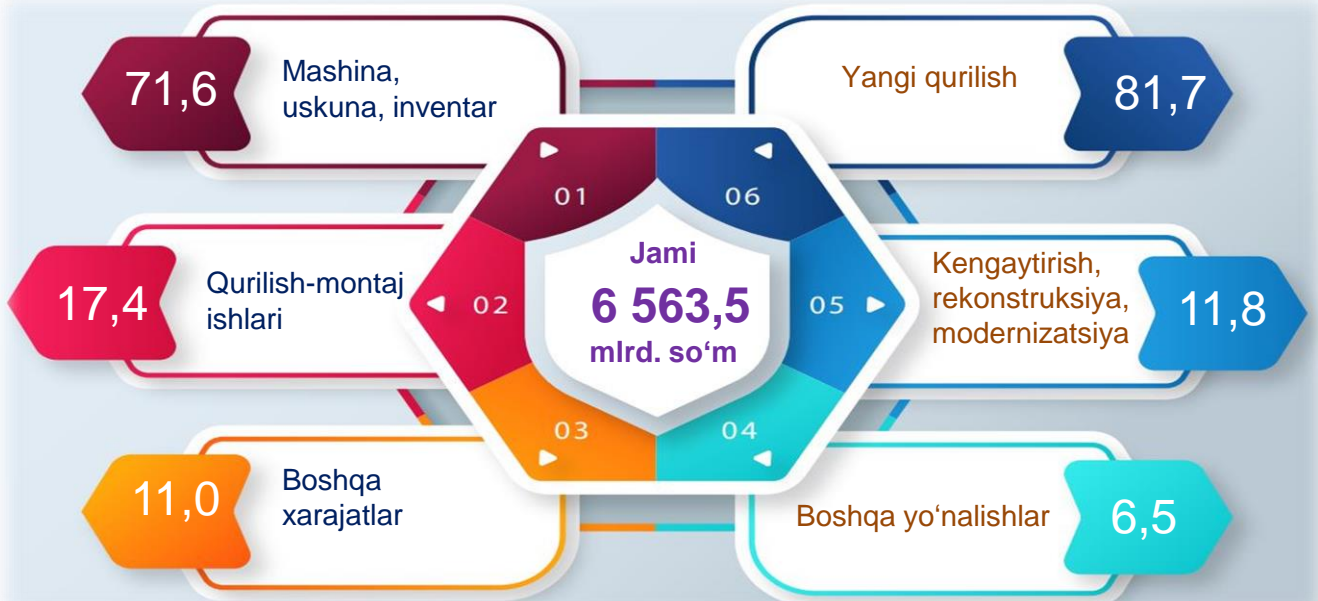 71,6
Mashina,
uskuna, inventar
Yangi qurilish
81,7
01
06
17,4
Qurilish-montaj
ishlari
02
Jami
6 563,5
mlrd. so‘m
05
Kengaytirish,
rekonstruksiya,
modernizatsiya
11,8
03
04
11,0
Boshqa
xarajatlar
Boshqa yo‘nalishlar
6,5